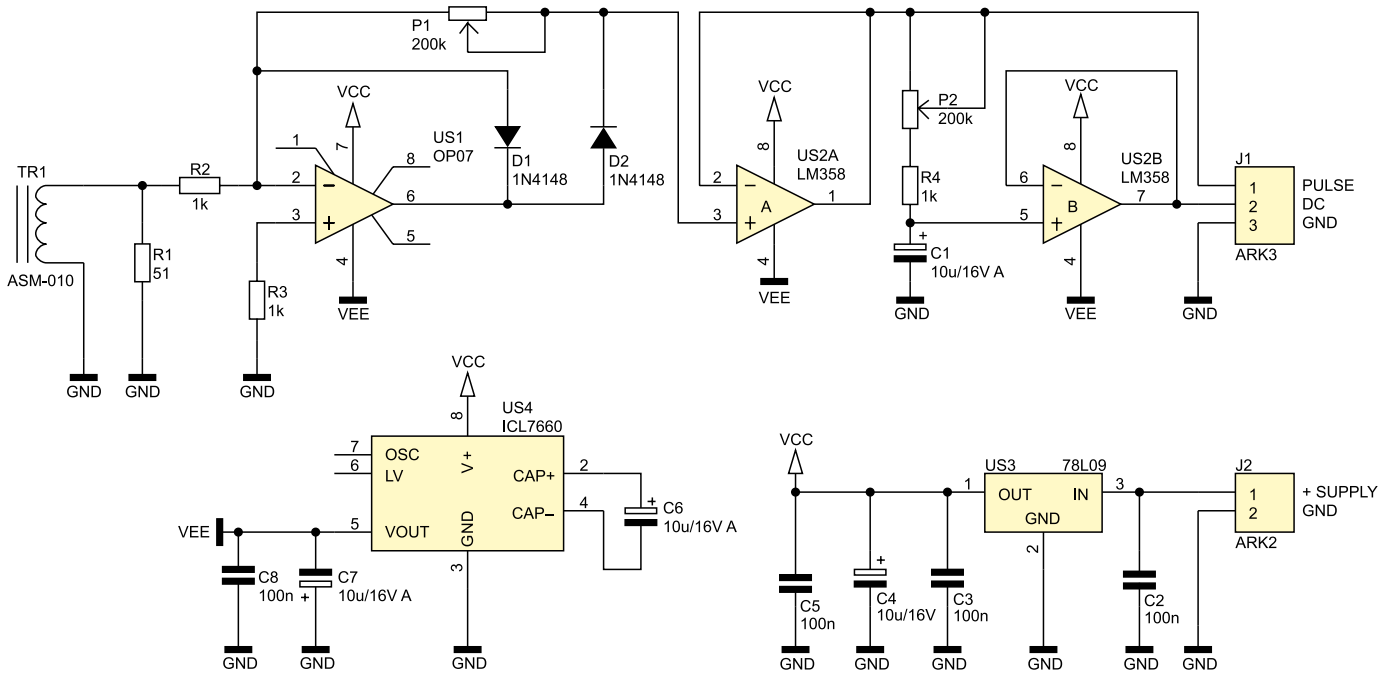 P1
200k
VCC
7
US1
OP07
1
8
D1
1N4148
D2
1N4148
TR1
R2
1k
2
−
6
3
+
5
4
ASM-010
R1
51
R3
1k
VEE
GND
GND
GND
VCC
8
US2A
LM358
2
−
A
1
3
+
4
VEE
P2
200k
R4
1k
+
C1
10u/16V A
GND
VCC
8
US2B
LM358
6
−
B
7
5
+
4
VEE
J1
1
PULSE
2
DC
3
GND
ARK3
GND
VCC
8
US4
ICL7660
7
OSC
6
LV
V+
CAP+
2
CAP−
4
+
C6
10u/16V A
VEE
5
VOUT
GND
3
C8
100n
C7
10u/16V A
+
GND
GND
GND
VCC
1
US3
78L09
OUT
IN
GND
3
2
J2
1
+ SUPPLY
2
GND
ARK2
C5
100n
+
C4
10u/16V
C3
100n
C2
100n
GND
GND
GND
GND
GND
GND